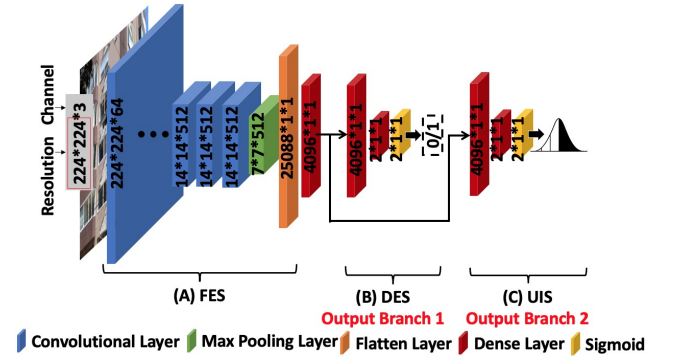 Resolution Channel
224*224*3
224*224*64
14*14*512
14*14*512
14*14*512
7*7*512
25088*1*1
4096*1*1
4096*1*1
2*1*1
2*1*1
0/1
4096*1*1
2*1*1
2*1*1
(A) FES
(B) DES
(C) UIS
Output Branch 1
Output Branch 2
Convolutional Layer
Max Pooling Layer
Flatten Layer
Dense Layer
Sigmoid